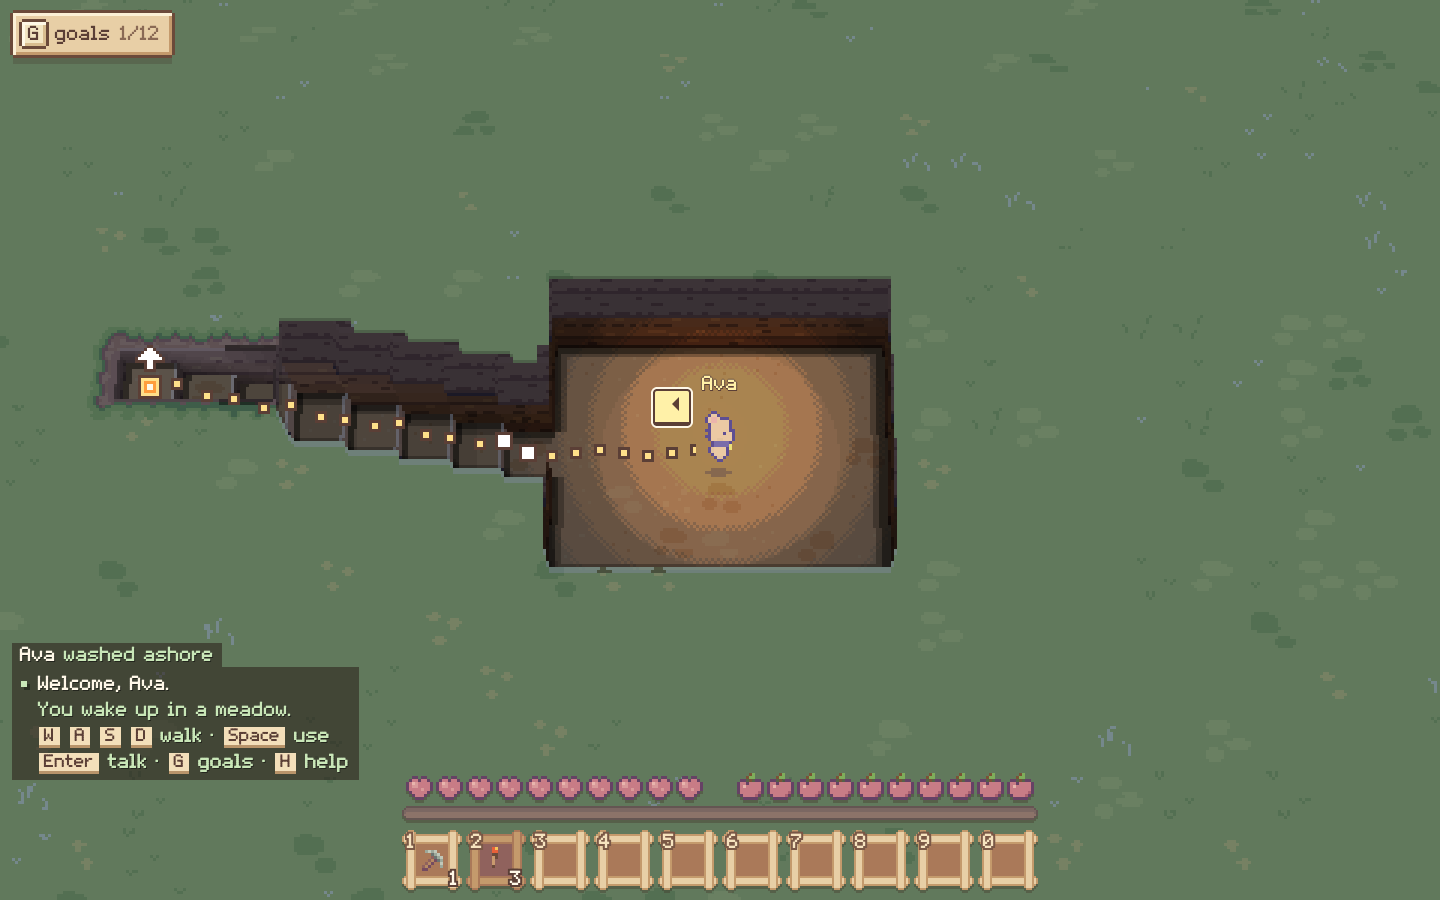 G goals 1/12
Ava
Ava washed ashore
Welcome, Ava.
You wake up in a meadow.
W A S D walk · Space use
Enter talk · G goals · H help
1 2 3 4 5 6 7 8 9 0
1 3